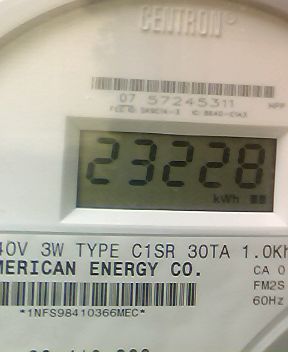 CENTRON®
07 57245311 HPP
23228
kWh
40V 3W TYPE C1SR 30TA 1.0Kh
MERICAN ENERGY CO.
CA 0
FM2S
60Hz
*1NFS98410366MEC*